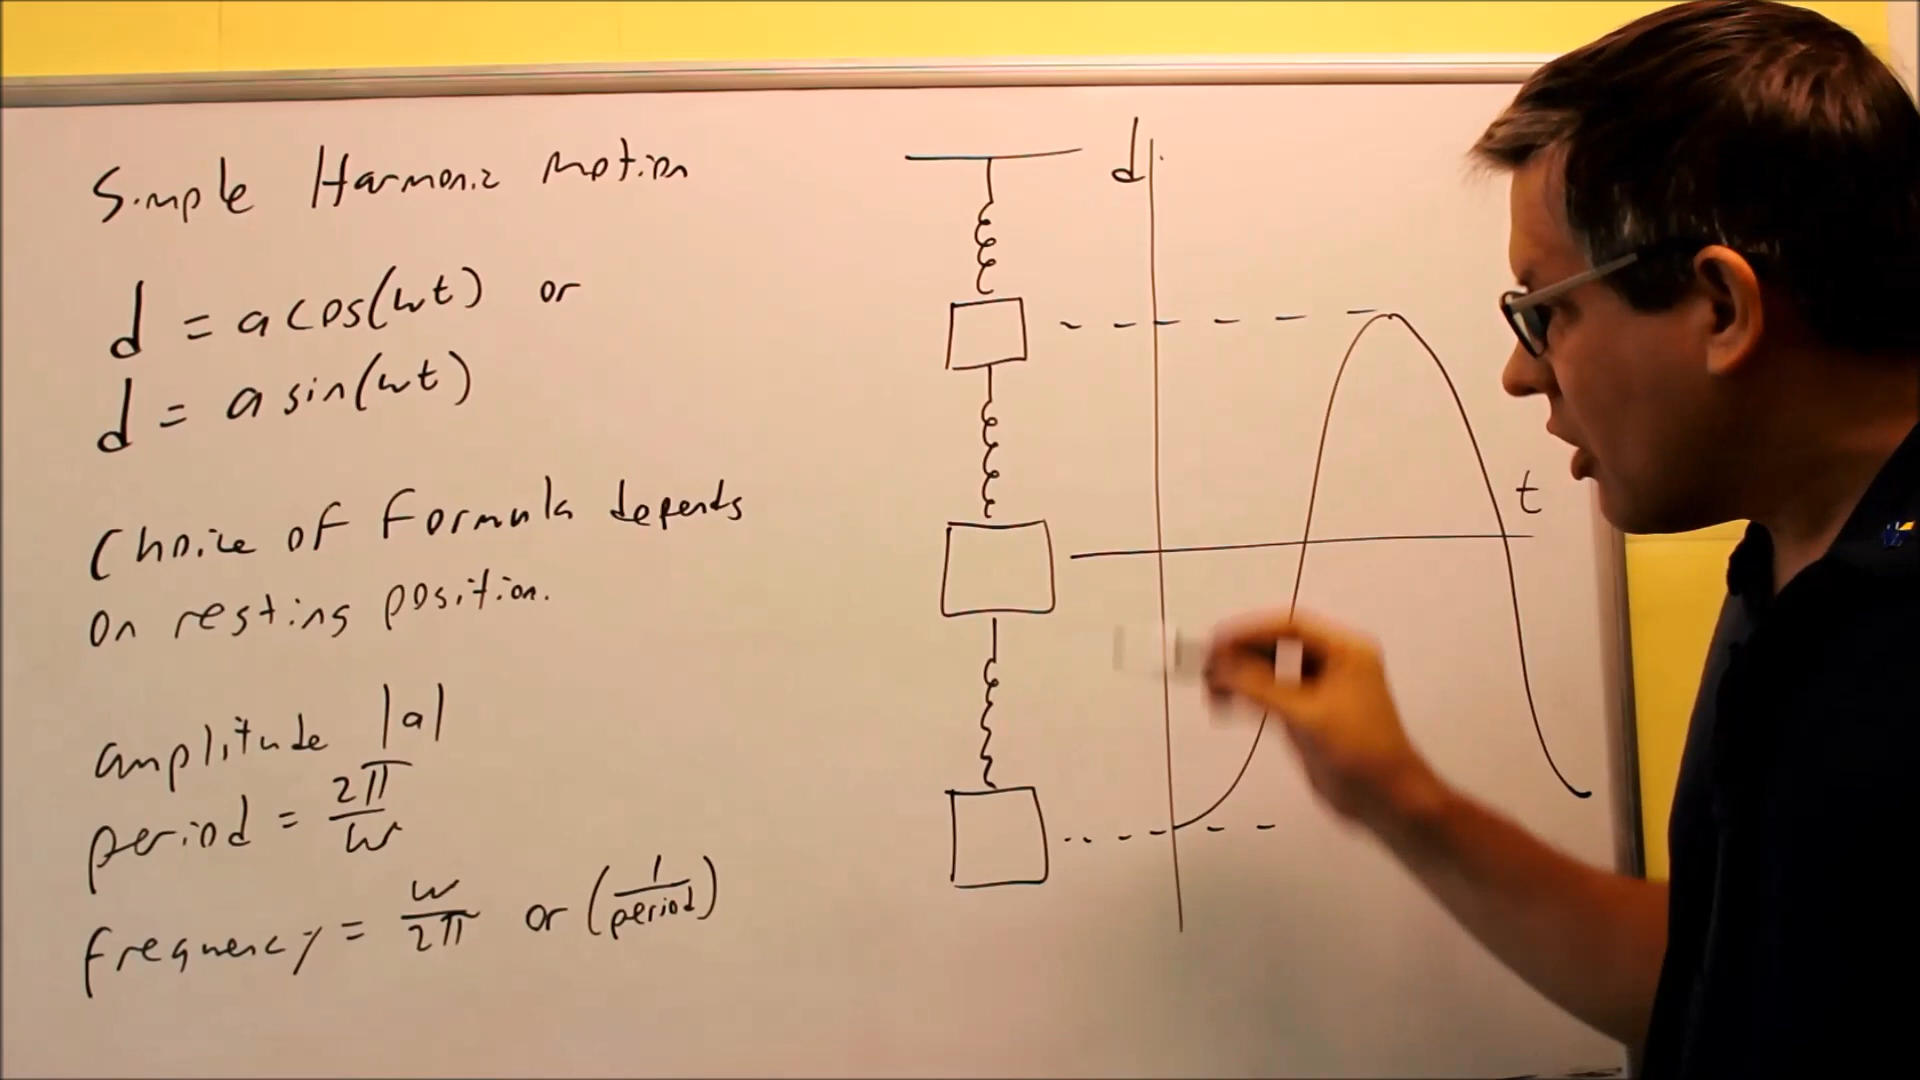 Simple Harmonic Motion
d = a cos(wt) or
d = a sin(wt)
Choice of Formula depends
on resting position.
amplitude |a|
period = 2π/w
frequency = w/2π or (1/period)
d
t